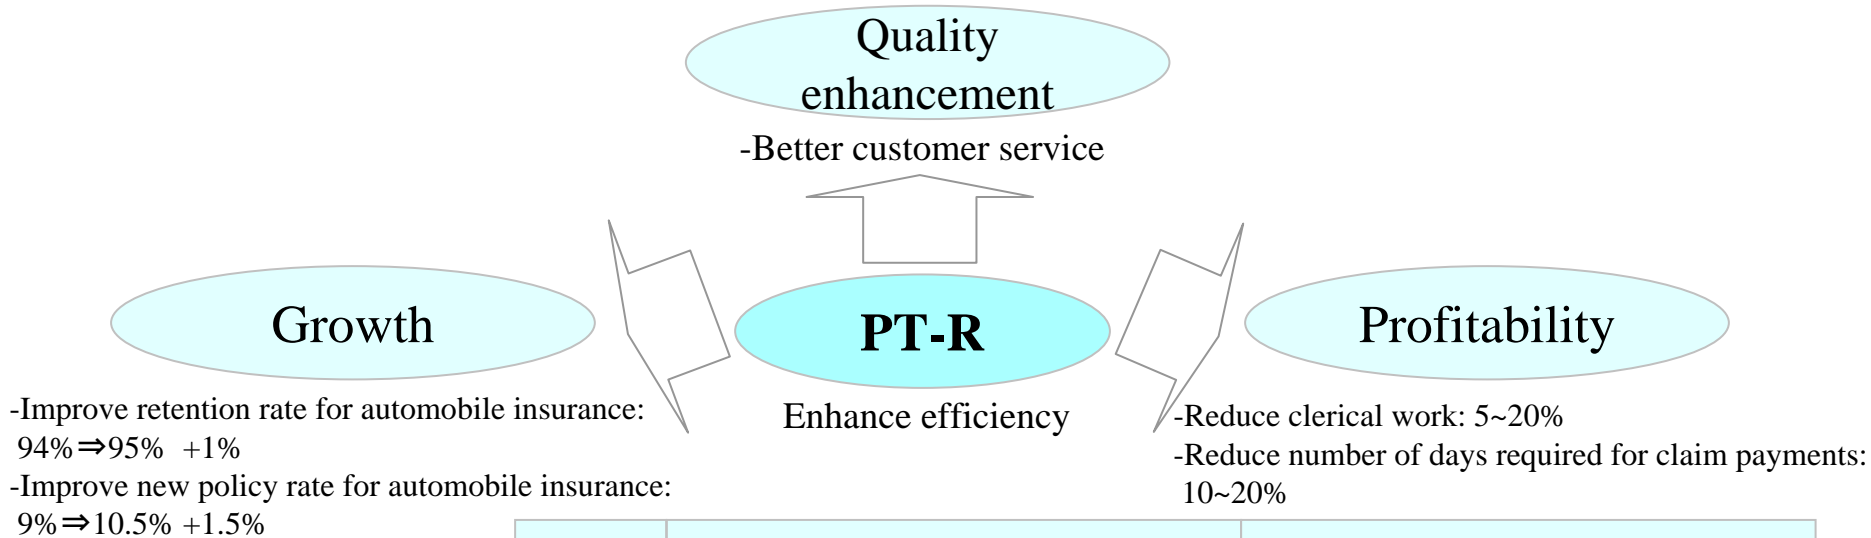 Quality
enhancement
-Better customer service
Growth
PT-R
Profitability
Enhance efficiency
-Improve retention rate for automobile insurance:
94%⇒95% +1%
-Improve new policy rate for automobile insurance:
9%⇒10.5% +1.5%
-Reduce clerical work: 5~20%
-Reduce number of days required for claim payments:
10~20%